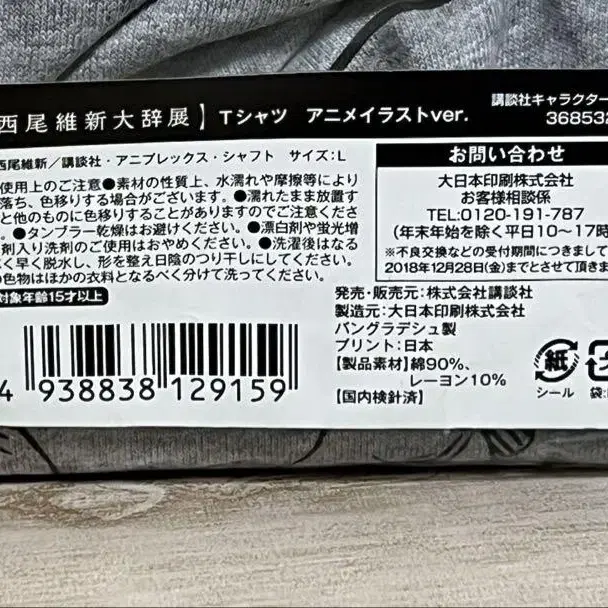 西尾維新大辞展】Tシャツ アニメイラストver.
講談社キャラクター
368532
西尾維新/講談社・アニプレックス・シャフト サイズ:L
使用上のご注意●素材の性質上、水濡れや摩擦等により
落ち、色移りする場合がございます。●濡れたまま放置す
と他のものに色移りすることがありますのでご注意くださ
●タンブラー乾燥はお避けください。●漂白剤や蛍光増
剤入り洗剤のご使用はおやめください。●洗濯後はなる
く早く脱水し、形を整え日陰のつり干しにしてください。
の色物はほかの衣料となるべく分けて洗ってください。
対象年齢15才以上
4 938838 129159
お問い合わせ
大日本印刷株式会社
お客様相談係
TEL:0120-191-787
(年末年始を除く平日10〜17時
※不良交換などの受付期間につきまして
2018年12月28日(金)までとさせて頂きま
発売・販売元:株式会社講談社
製造元:大日本印刷株式会社
バングラデシュ製
プリント:日本
【製品素材】綿90%、
レーヨン10%
【国内検針済】
紙
シール
袋: